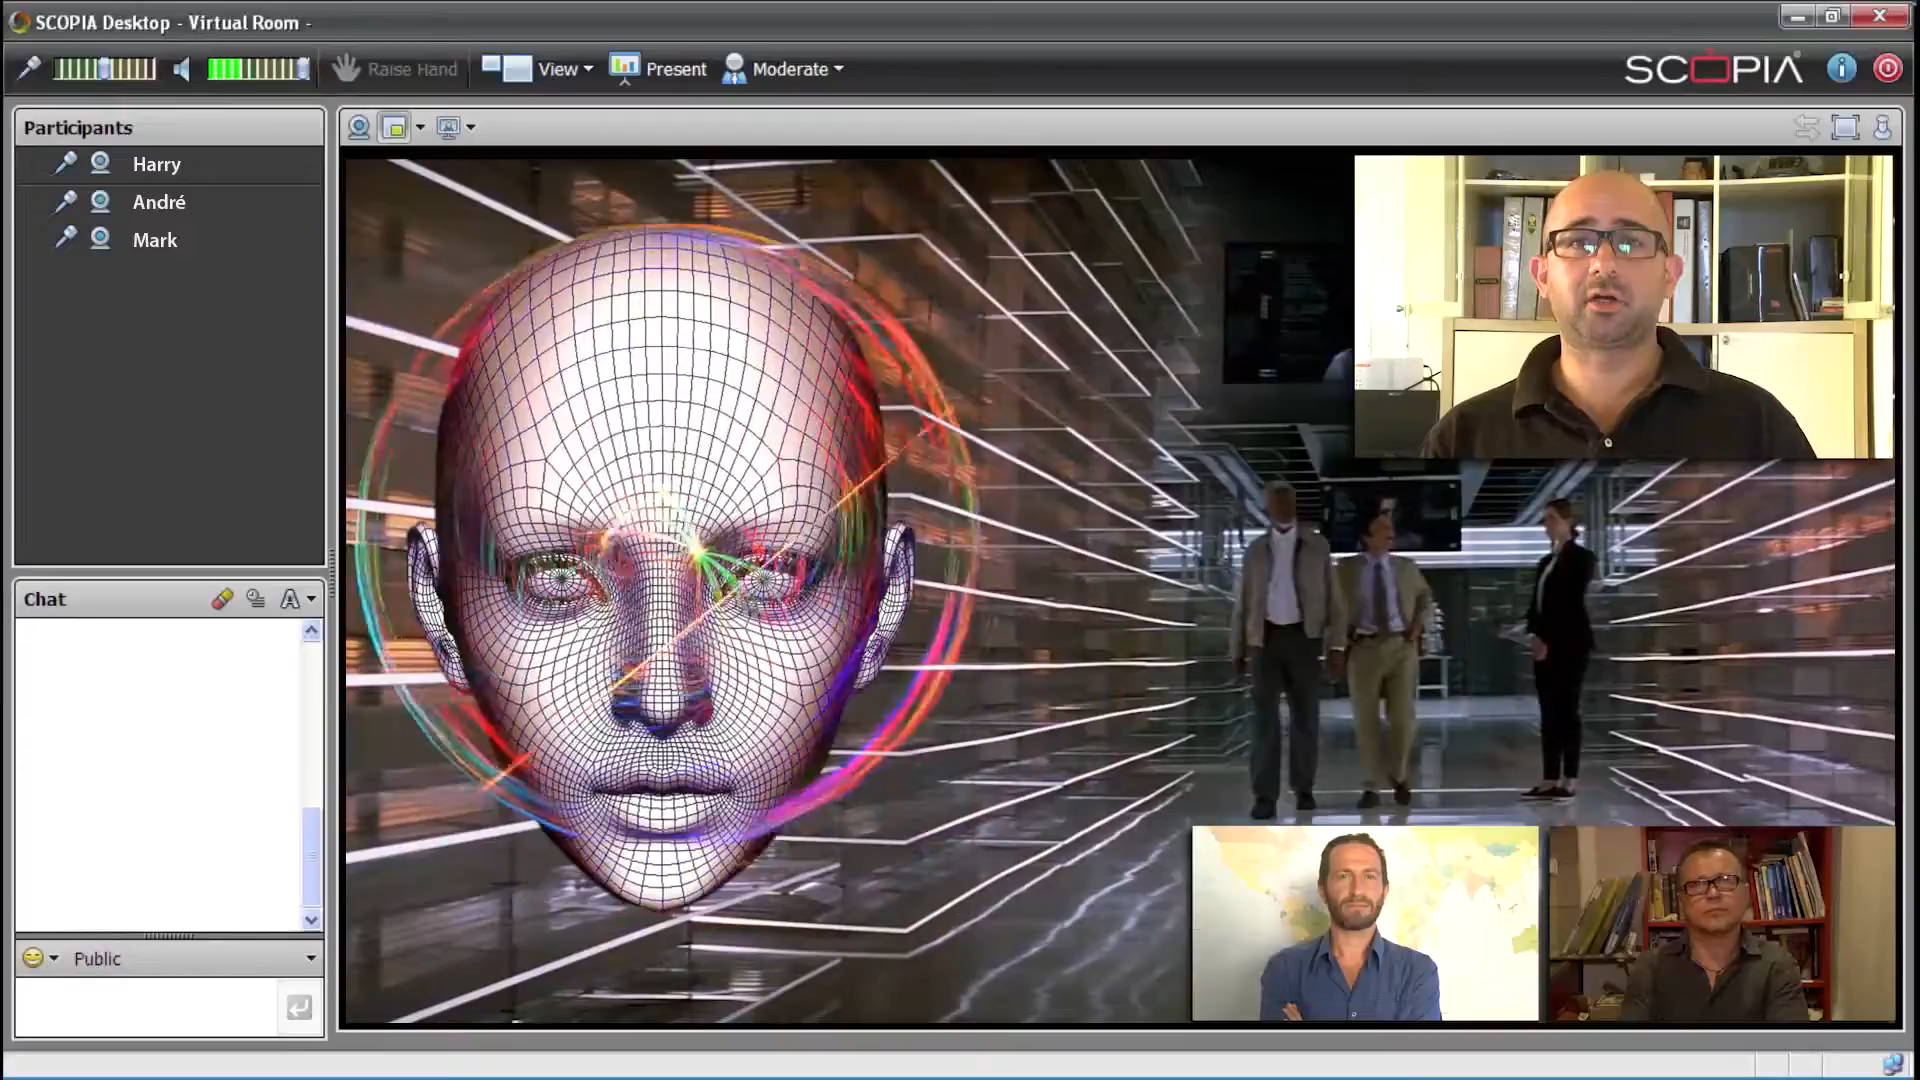 SCOPIA Desktop - Virtual Room -
Raise Hand
View
Present
Moderate
SCOPIA
Participants
Harry
André
Mark
Chat
A
Public